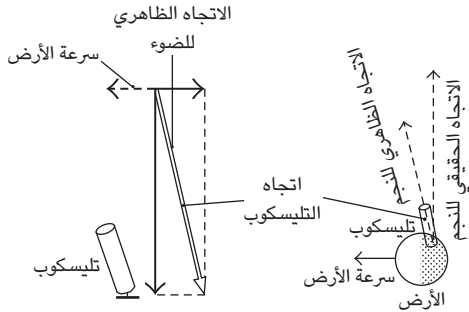 الاتجاه الظاهري
للضوء
سرعة الأرض
اتجاه
التليسكوب
تليسكوب
الاتجاه الظاهري للنجم
الاتجاه الحقيقي للنجم
تليسكوب
سرعة الأرض
الأرض